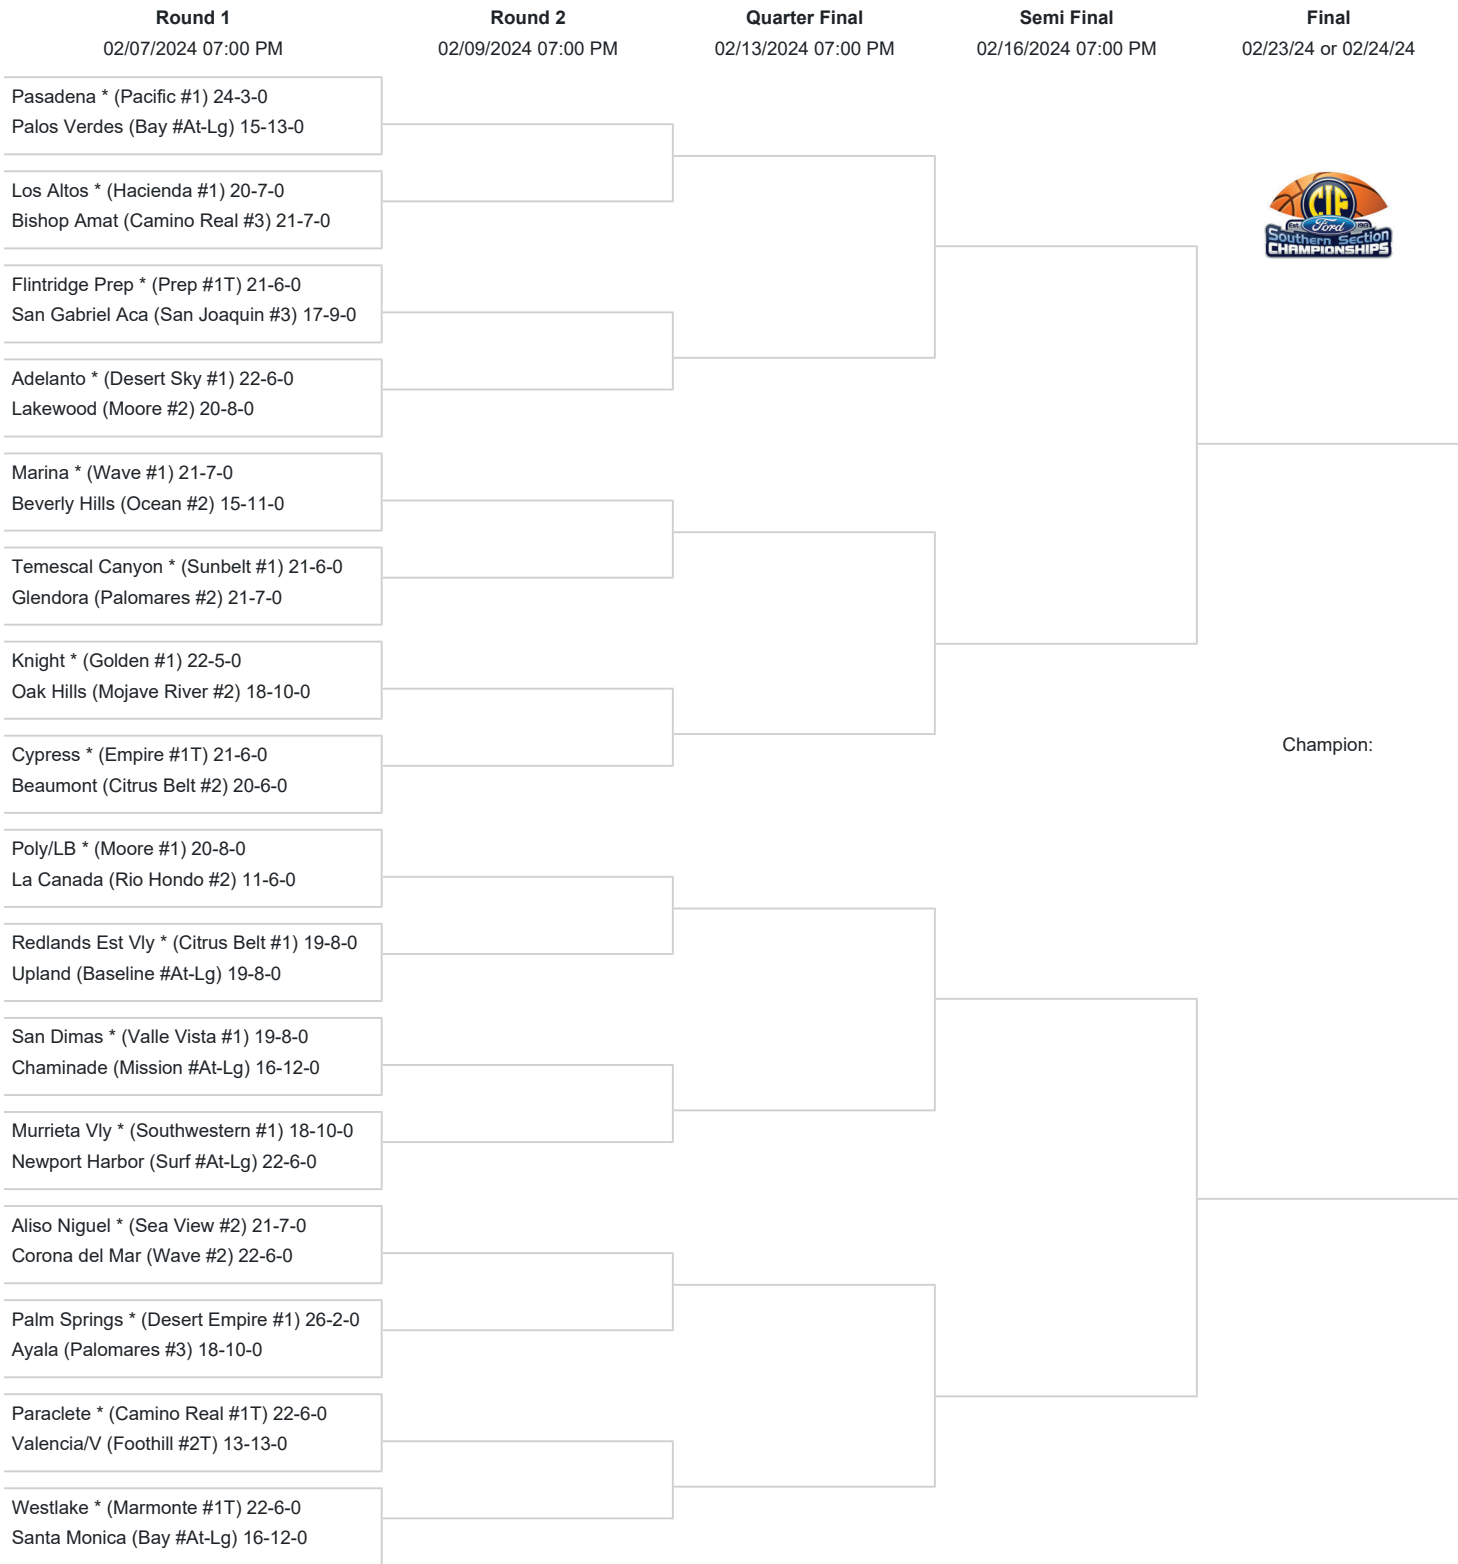 Round 1
02/07/2024 07:00 PM
Round 2
02/09/2024 07:00 PM
Quarter Final
02/13/2024 07:00 PM
Semi Final
02/16/2024 07:00 PM
Final
02/23/24 or 02/24/24
Pasadena * (Pacific #1) 24-3-0
Palos Verdes (Bay #At-Lg) 15-13-0
Los Altos * (Hacienda #1) 20-7-0
Bishop Amat (Camino Real #3) 21-7-0
Flintridge Prep * (Prep #1T) 21-6-0
San Gabriel Aca (San Joaquin #3) 17-9-0
Adelanto * (Desert Sky #1) 22-6-0
Lakewood (Moore #2) 20-8-0
Marina * (Wave #1) 21-7-0
Beverly Hills (Ocean #2) 15-11-0
Temescal Canyon * (Sunbelt #1) 21-6-0
Glendora (Palomares #2) 21-7-0
Knight * (Golden #1) 22-5-0
Oak Hills (Mojave River #2) 18-10-0
Cypress * (Empire #1T) 21-6-0
Beaumont (Citrus Belt #2) 20-6-0
Poly/LB * (Moore #1) 20-8-0
La Canada (Rio Hondo #2) 11-6-0
Redlands Est Vly * (Citrus Belt #1) 19-8-0
Upland (Baseline #At-Lg) 19-8-0
San Dimas * (Valle Vista #1) 19-8-0
Chaminade (Mission #At-Lg) 16-12-0
Murrieta Vly * (Southwestern #1) 18-10-0
Newport Harbor (Surf #At-Lg) 22-6-0
Aliso Niguel * (Sea View #2) 21-7-0
Corona del Mar (Wave #2) 22-6-0
Palm Springs * (Desert Empire #1) 26-2-0
Ayala (Palomares #3) 18-10-0
Paraclete * (Camino Real #1T) 22-6-0
Valencia/V (Foothill #2T) 13-13-0
Westlake * (Marmonte #1T) 22-6-0
Santa Monica (Bay #At-Lg) 16-12-0
CIF
Ford
Southern Section
CHAMPIONSHIPS
Champion: